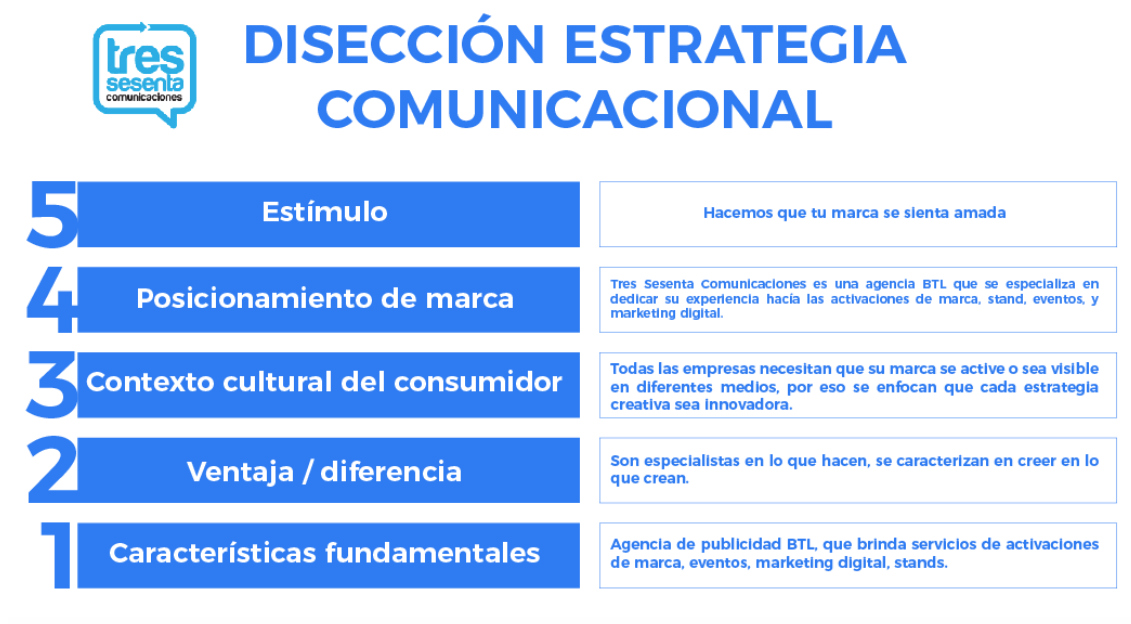 tres
sesenta
comunicaciones
DISECCIÓN ESTRATEGIA
COMUNICACIONAL
5
Estímulo
Hacemos que tu marca se sienta amada
4
Posicionamiento de marca
Tres Sesenta Comunicaciones es una agencia BTL que se especializa en
dedicar su experiencia hacía las activaciones de marca, stand, eventos, y
marketing digital.
3
Contexto cultural del consumidor
Todas las empresas necesitan que su marca se active o sea visible
en diferentes medios, por eso se enfocan que cada estrategia
creativa sea innovadora.
2
Ventaja / diferencia
Son especialistas en lo que hacen, se caracterizan en creer en lo
que crean.
1
Características fundamentales
Agencia de publicidad BTL, que brinda servicios de activaciones
de marca, eventos, marketing digital, stands.